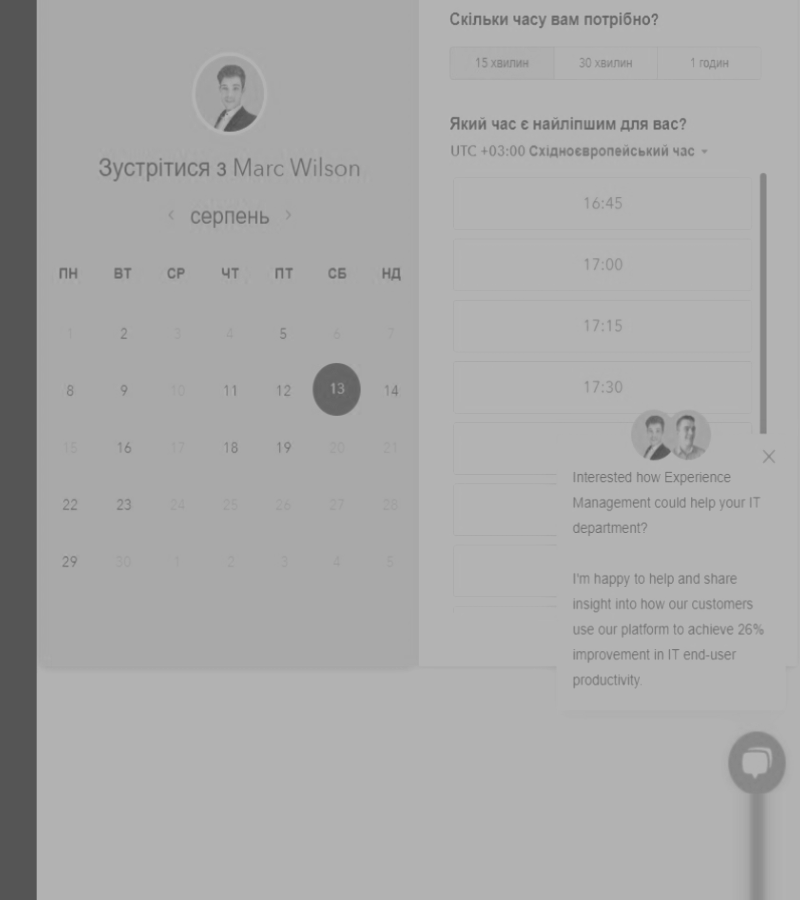 Зустрітися з Marc Wilson
серпень
ПН ВТ СР ЧТ ПТ СБ НД
1 2 3 4 5 6 7
8 9 10 11 12 13 14
15 16 17 18 19 20 21
22 23 24 25 26 27 28
29 30 1 2 3 4 5
Скільки часу вам потрібно?
15 хвилин 30 хвилин 1 годин
Який час є найліпшим для вас?
UTC +03:00 Східноєвропейський час
16:45
17:00
17:15
17:30
Interested how Experience
Management could help your IT
department?
I'm happy to help and share
insight into how our customers
use our platform to achieve 26%
improvement in IT end-user
productivity.